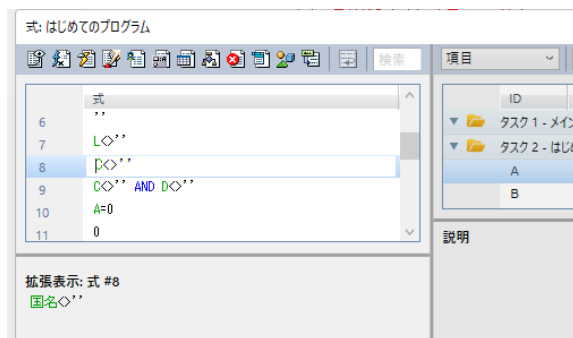 式: はじめてのプログラム
検索
項目
式
6 ''
7 L<>''
8 D<>''
9 C<>'' AND D<>''
10 A=0
11 0
拡張表示: 式 #8
国名<>''
ID
タスク 1 - メイン
タスク 2 - はじめ
A
B
説明